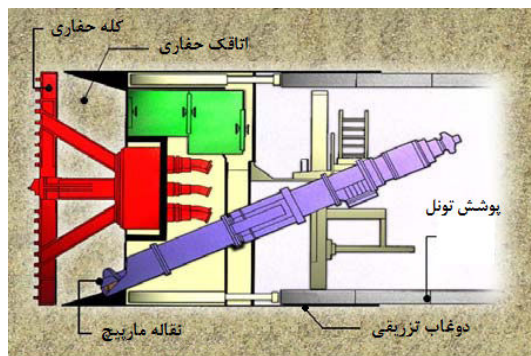 کله حفاری
اتاقک حفاری
پوشش تونل
نقاله مارپیچ
دوغاب تزریقی